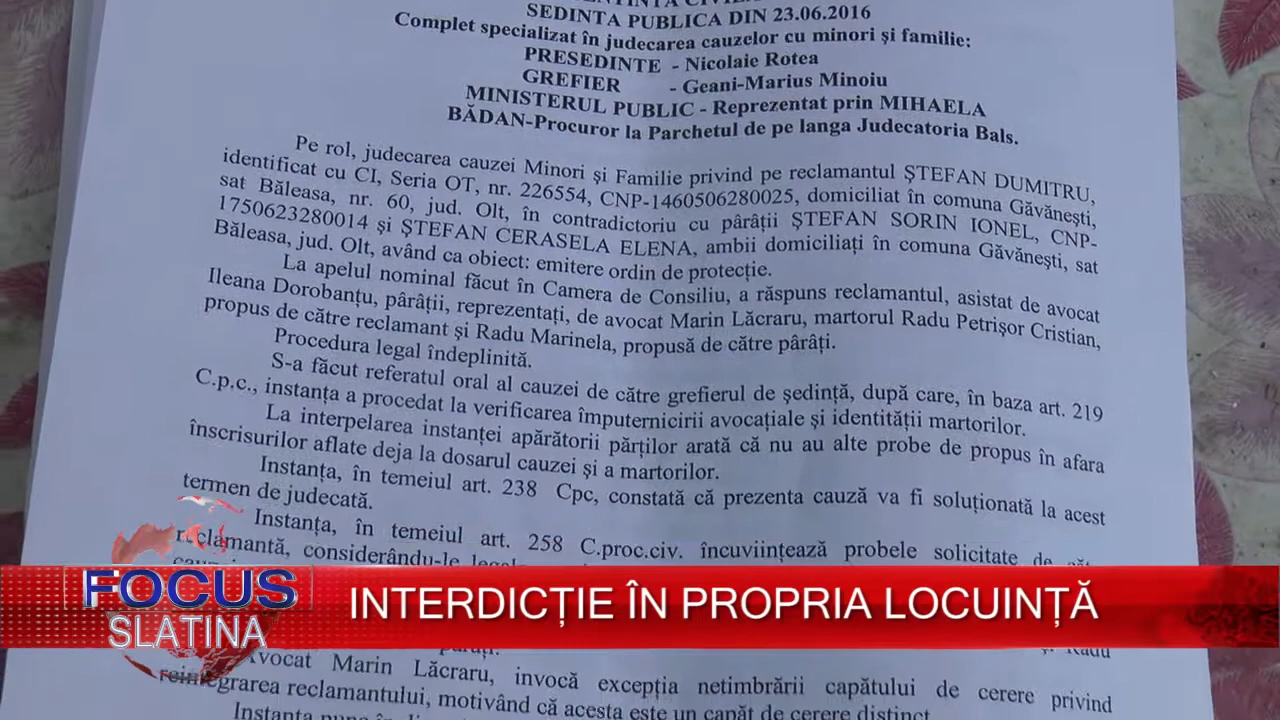 SEDINTA PUBLICA DIN 23.06.2016
Complet specializat în judecarea cauzelor cu minori şi familie:
PRESEDINTE - Nicolaie Rotea
GREFIER - Geani-Marius Minoiu
MINISTERUL PUBLIC - Reprezentat prin MIHAELA
BĂDAN-Procuror la Parchetul de pe langa Judecatoria Bals.
Pe rol, judecarea cauzei Minori şi Familie privind pe reclamantul ŞTEFAN DUMITRU,
identificat cu CI, Seria OT, nr. 226554, CNP-1460506280025, domiciliat în comuna Găvăneşti,
sat Băleasa, nr. 60, jud. Olt, în contradictoriu cu pârâţii ŞTEFAN SORIN IONEL, CNP-
1750623280014 şi ŞTEFAN CERASELA ELENA, ambii domiciliaţi în comuna Găvăneşti, sat
Băleasa, jud. Olt, având ca obiect: emitere ordin de protecţie.
La apelul nominal făcut în Camera de Consiliu, a răspuns reclamantul, asistat de avocat
Ileana Dorobanţu, pârâţii, reprezentaţi, de avocat Marin Lăcraru, martorul Radu Petrişor Cristian,
propus de către reclamant şi Radu Marinela, propusă de către pârâţi.
Procedura legal îndeplinită.
S-a făcut referatul oral al cauzei de către grefierul de şedinţă, după care, în baza art. 219
C.p.c., instanţa a procedat la verificarea împuternicirii avocaţiale şi identităţii martorilor.
La interpelarea instanţei apărătorii părţilor arată că nu au alte probe de propus în afara
înscrisurilor aflate deja la dosarul cauzei şi a martorilor.
Instanţa, în temeiul art. 238 Cpc, constată că prezenta cauză va fi soluţionată la acest
termen de judecată.
Instanţa, în temeiul art. 258 C.proc.civ. încuviinţează probele solicitate de
reclamantă, considerându-le
FOCUS
SLATINA
INTERDICȚIE ÎN PROPRIA LOCUINȚĂ
şi Radu
Avocat Marin Lăcraru, invocă excepţia netimbrării capătului de cerere privind
reintegrarea reclamantului, motivând că acesta este un capăt de cerere distinct
Instanţa pune în